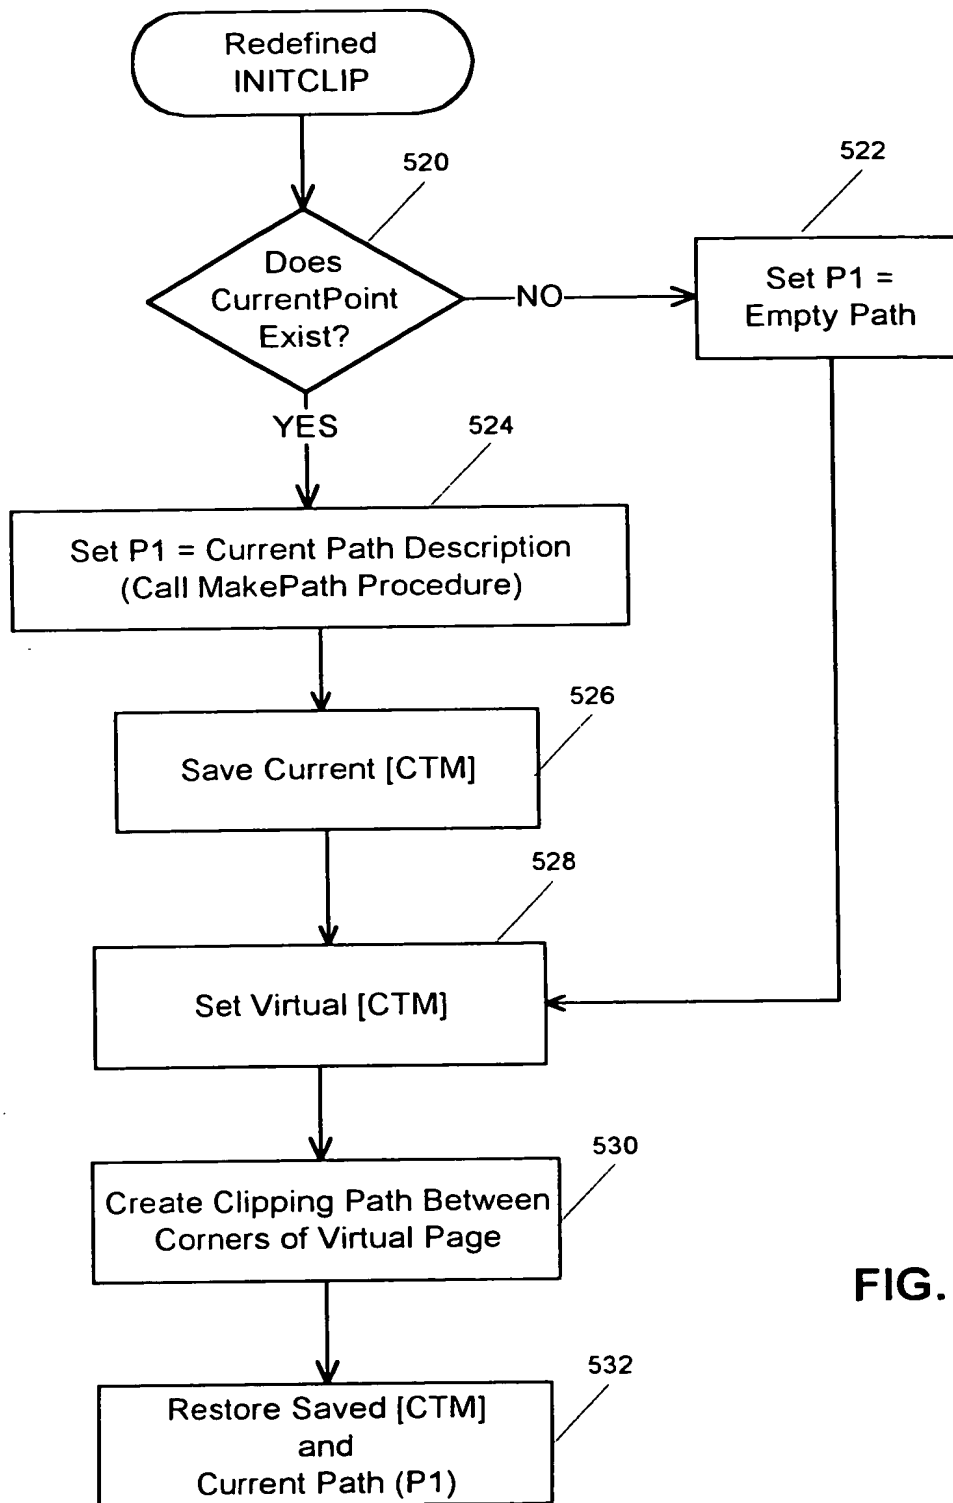 Redefined
INITCLIP
520
522
Does
CurrentPoint
Exist?
NO
Set P1 =
Empty Path
YES
524
Set P1 = Current Path Description
(Call MakePath Procedure)
526
Save Current [CTM]
528
Set Virtual [CTM]
530
Create Clipping Path Between
Corners of Virtual Page
FIG.
532
Restore Saved [CTM]
and
Current Path (P1)